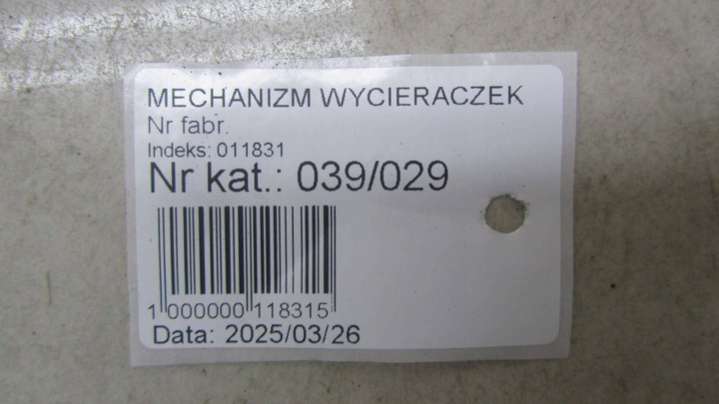 MECHANIZM WYCIERACZEK
Nr fabr.
Indeks: 011831
Nr kat.: 039/029
1 000000 118315
Data: 2025/03/26